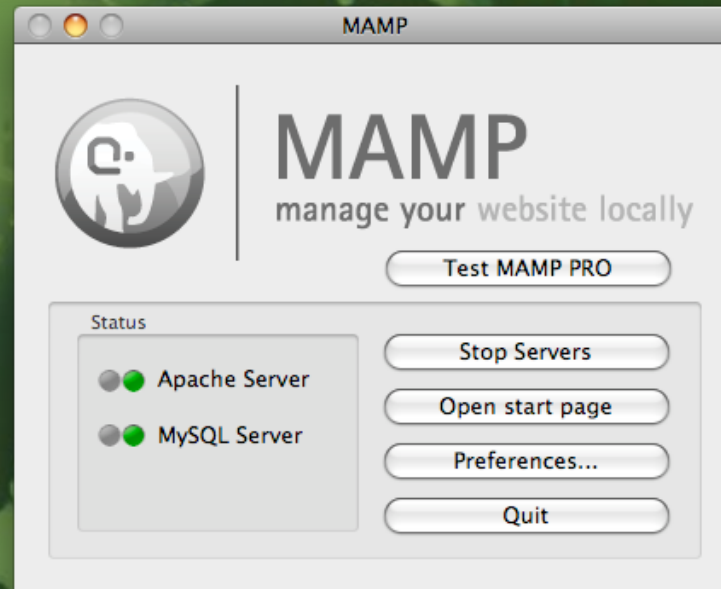 MAMP
MAMP
manage your website locally
Test MAMP PRO
Status
Apache Server
MySQL Server
Stop Servers
Open start page
Preferences...
Quit